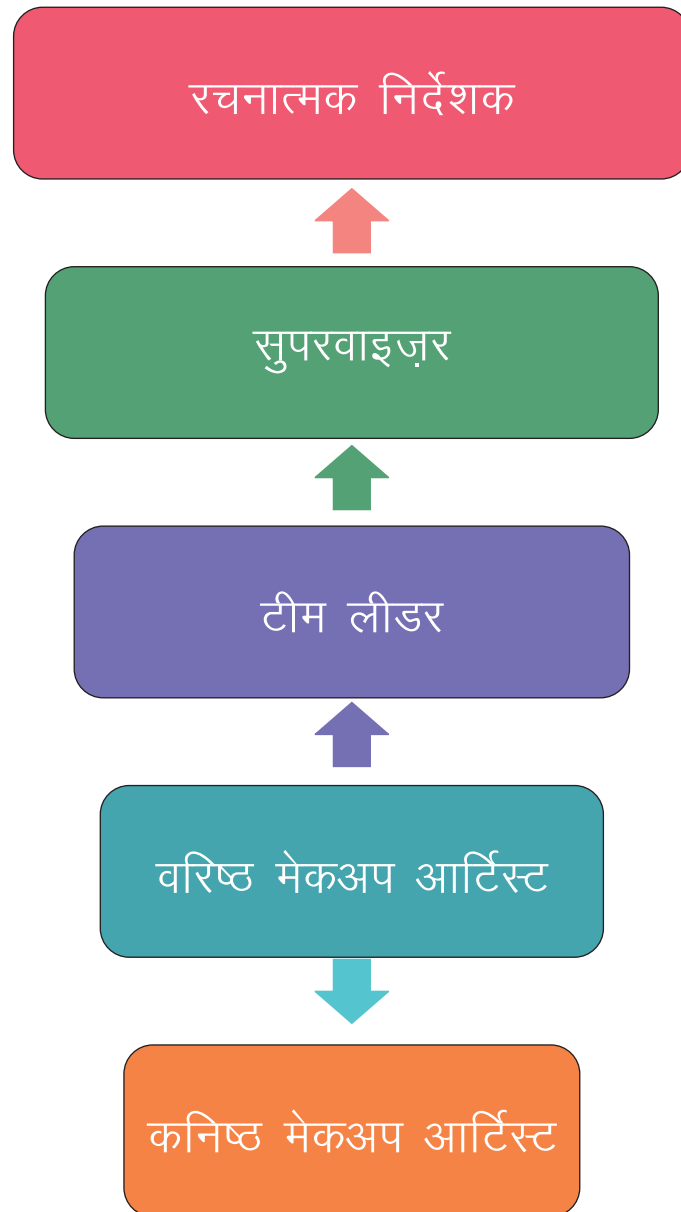 रचनात्मक निर्देशक
सुपरवाइज़र
टीम लीडर
वरिष्ठ मेकअप आर्टिस्ट
कनिष्ठ मेकअप आर्टिस्ट